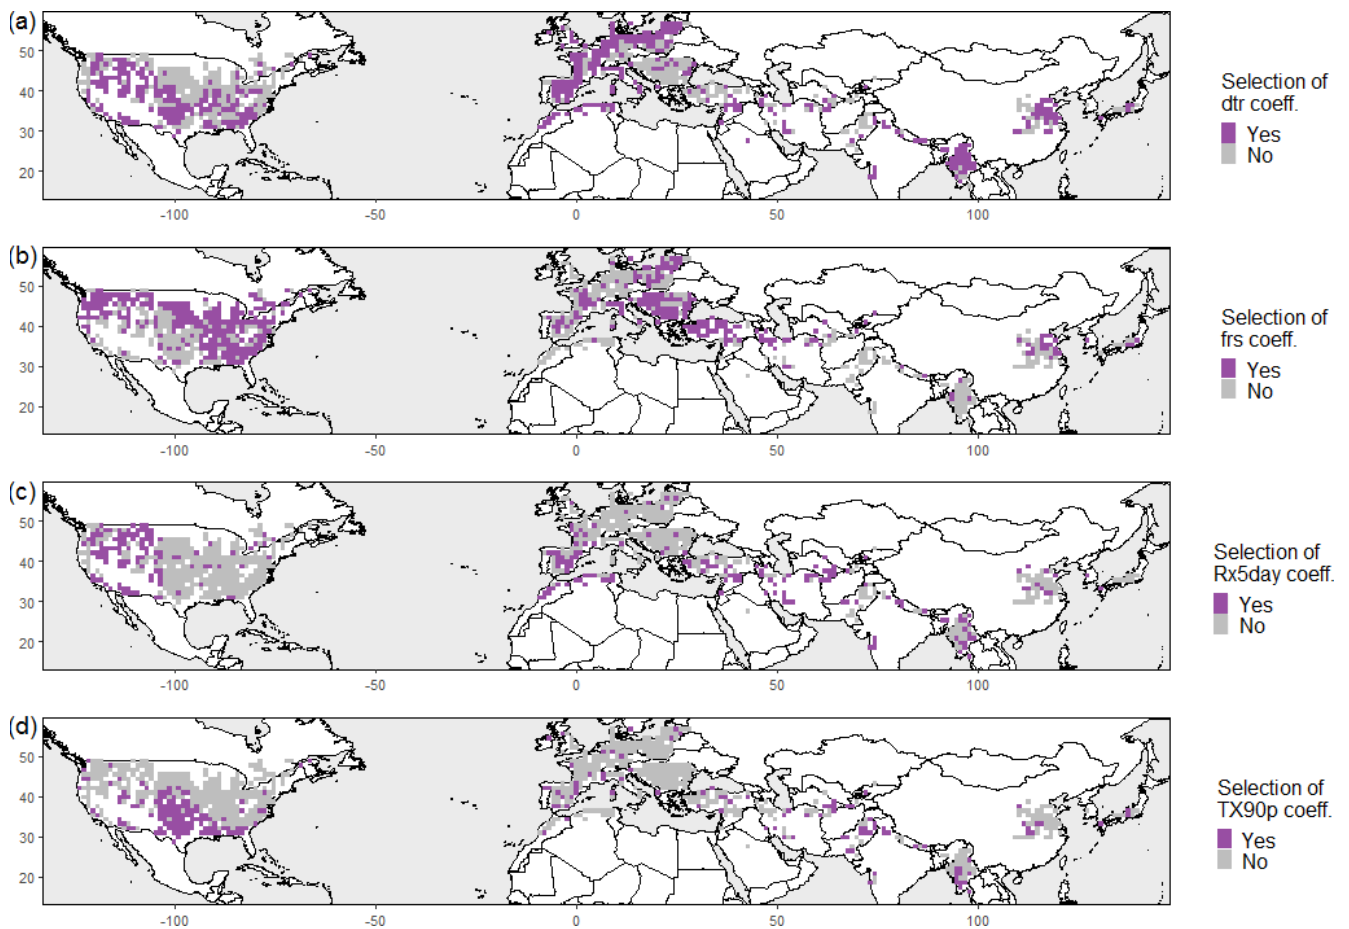 (a)
50
40
30
20
-100
-50
0
50
100
Selection of
dtr coeff.
Yes
No
(b)
50
40
30
20
-100
-50
0
50
100
Selection of
frs coeff.
Yes
No
(c)
50
40
30
20
-100
-50
0
50
100
Selection of
Rx5day coeff.
Yes
No
(d)
50
40
30
20
-100
-50
0
50
100
Selection of
TX90p coeff.
Yes
No